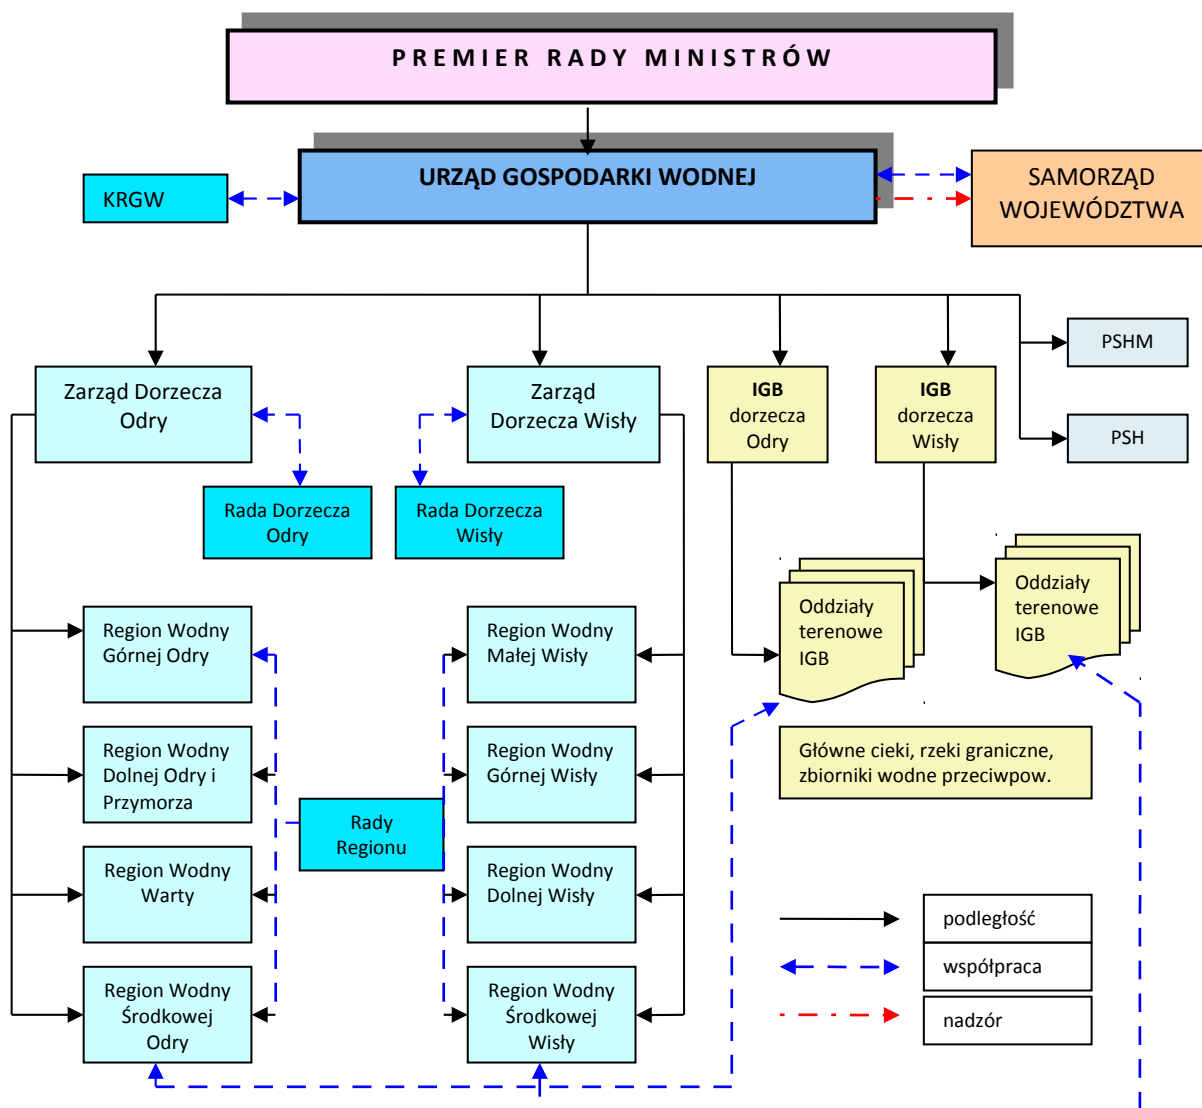 PREMIER RADY MINISTRÓW
URZĄD GOSPODARKI WODNEJ
KRGW
SAMORZĄD
WOJEWÓDZTWA
PSHM
PSH
Zarząd Dorzecza
Odry
Zarząd
Dorzecza Wisły
IGB
dorzecza
Odry
IGB
dorzecza
Wisły
Rada Dorzecza
Odry
Rada Dorzecza
Wisły
Oddziały
terenowe
IGB
Oddziały
terenowe
IGB
Region Wodny
Górnej Odry
Region Wodny
Małej Wisły
Region Wodny
Dolnej Odry i
Przymorza
Region Wodny
Górnej Wisły
Główne cieki, rzeki graniczne,
zbiorniki wodne przeciwpow.
Rady
Regionu
Region Wodny
Warty
Region Wodny
Dolnej Wisły
Region Wodny
Środkowej
Odry
Region Wodny
Środkowej
Wisły
podległość
współpraca
nadzór